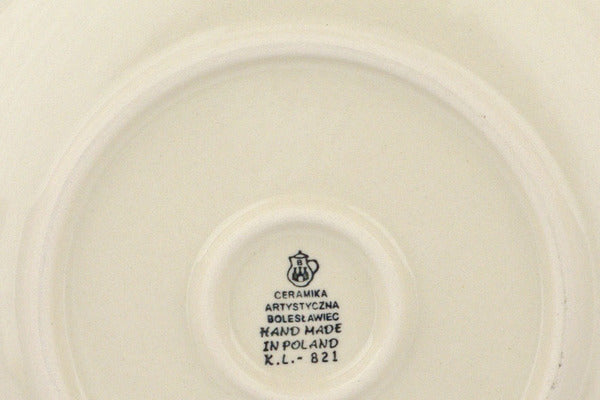 B
CERAMIKA
ARTYSTYCZNA
BOLESŁAWIEC
HAND MADE
IN POLAND
K.L.- 821